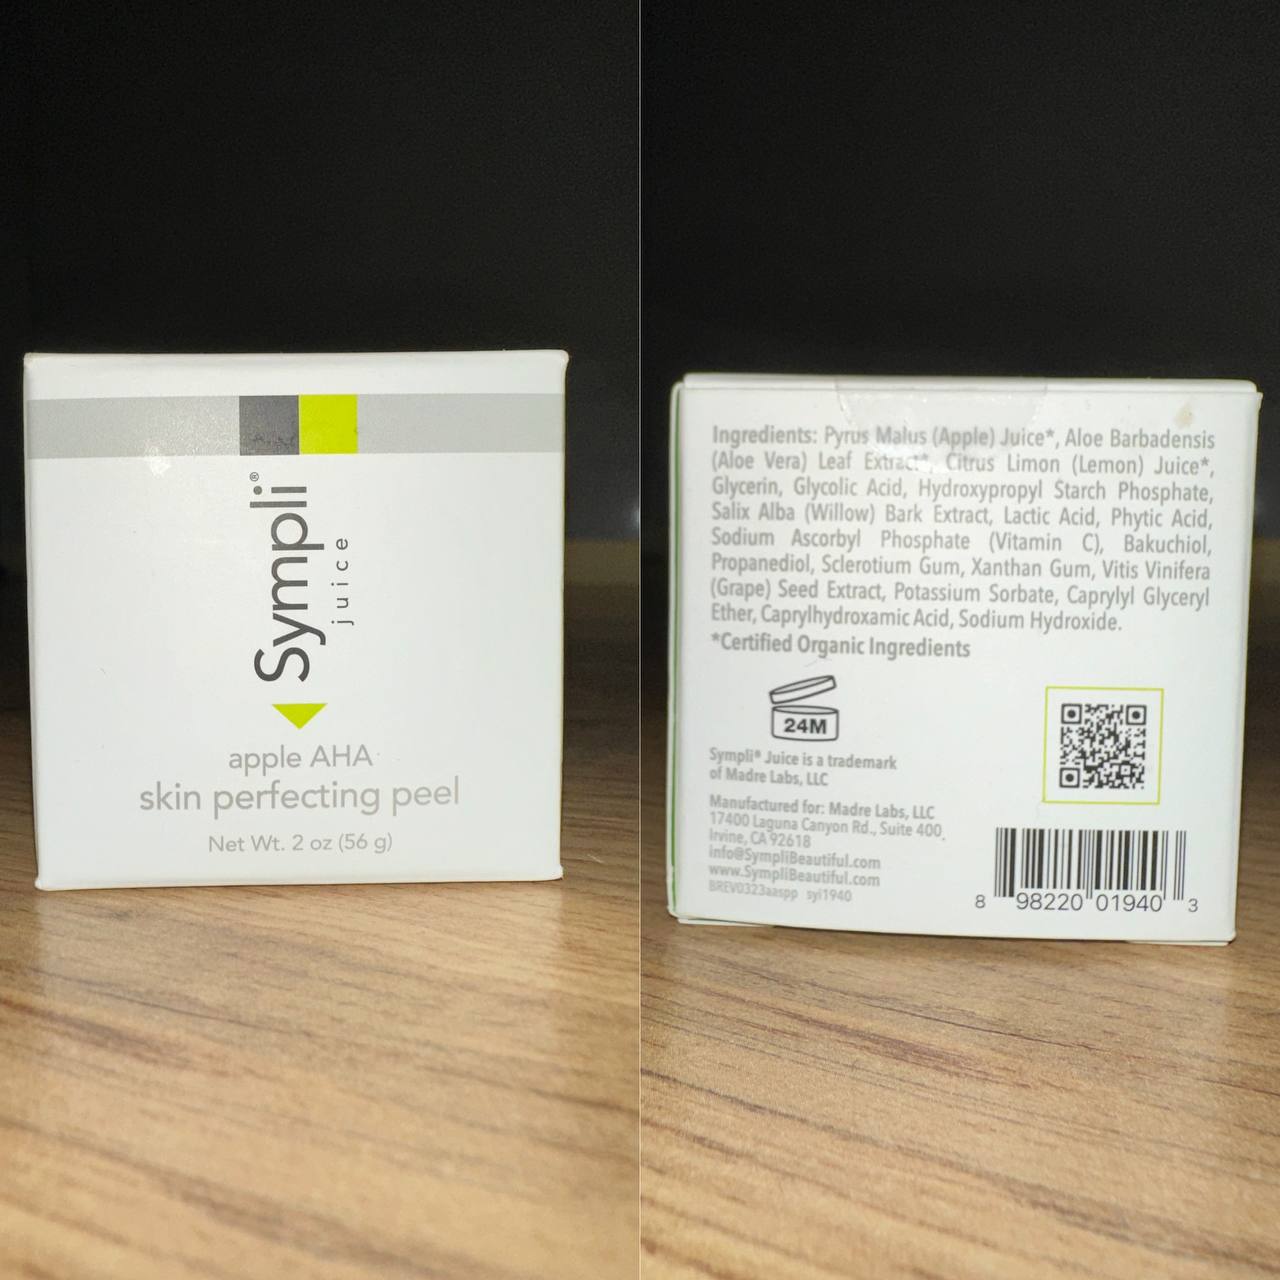 Sympli®
juice
apple AHA
skin perfecting peel
Net Wt. 2 oz (56 g)
Ingredients: Pyrus Malus (Apple) Juice*, Aloe Barbadensis
(Aloe Vera) Leaf Extract*, Citrus Limon (Lemon) Juice*,
Glycerin, Glycolic Acid, Hydroxypropyl Starch Phosphate,
Salix Alba (Willow) Bark Extract, Lactic Acid, Phytic Acid,
Sodium Ascorbyl Phosphate (Vitamin C), Bakuchiol,
Propanediol, Sclerotium Gum, Xanthan Gum, Vitis Vinifera
(Grape) Seed Extract, Potassium Sorbate, Caprylyl Glyceryl
Ether, Caprylhydroxamic Acid, Sodium Hydroxide.
*Certified Organic Ingredients
24M
Sympli® Juice is a trademark
of Madre Labs, LLC
Manufactured for: Madre Labs, LLC
17400 Laguna Canyon Rd., Suite 400,
Irvine, CA 92618
info@SympliBeautiful.com
www.SympliBeautiful.com
BREV0323aaspp syi1940
8 98220 01940 3